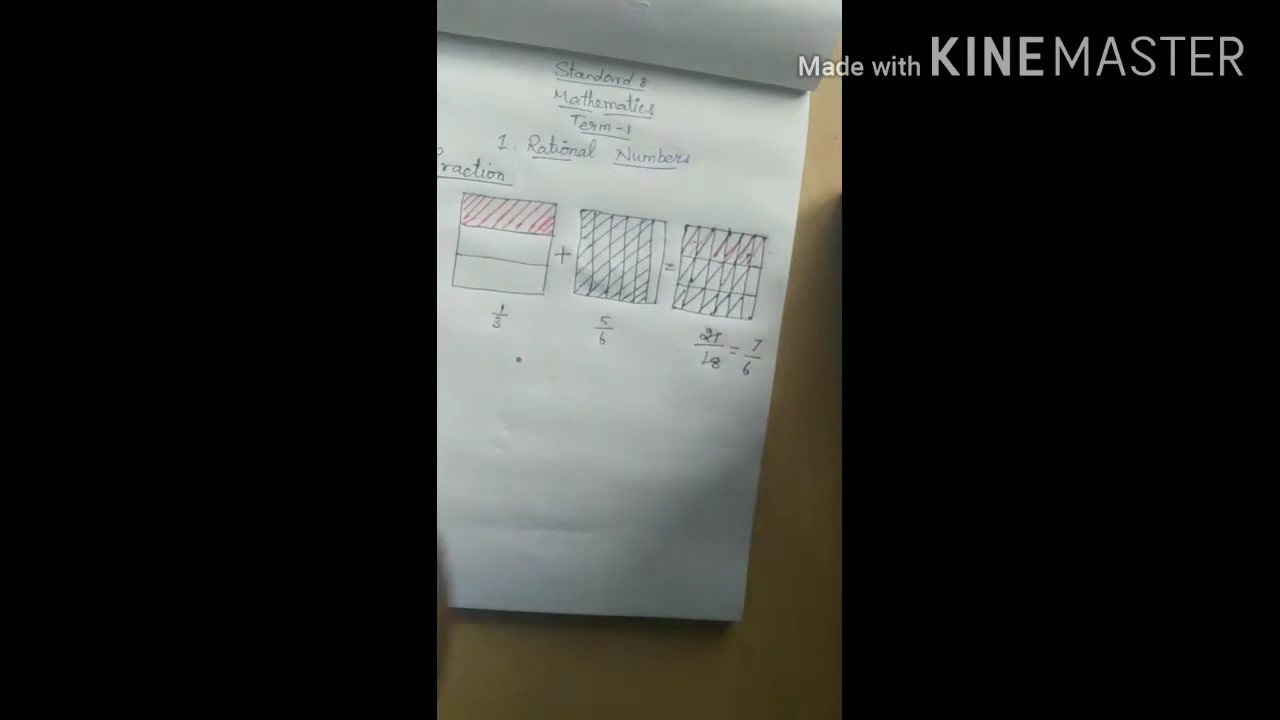 Made with KINEMASTER
Standard 8
Mathematics
Term-1
1. Rational Numbers
raction
+ =
1/3 5/6 21/18 = 7/6